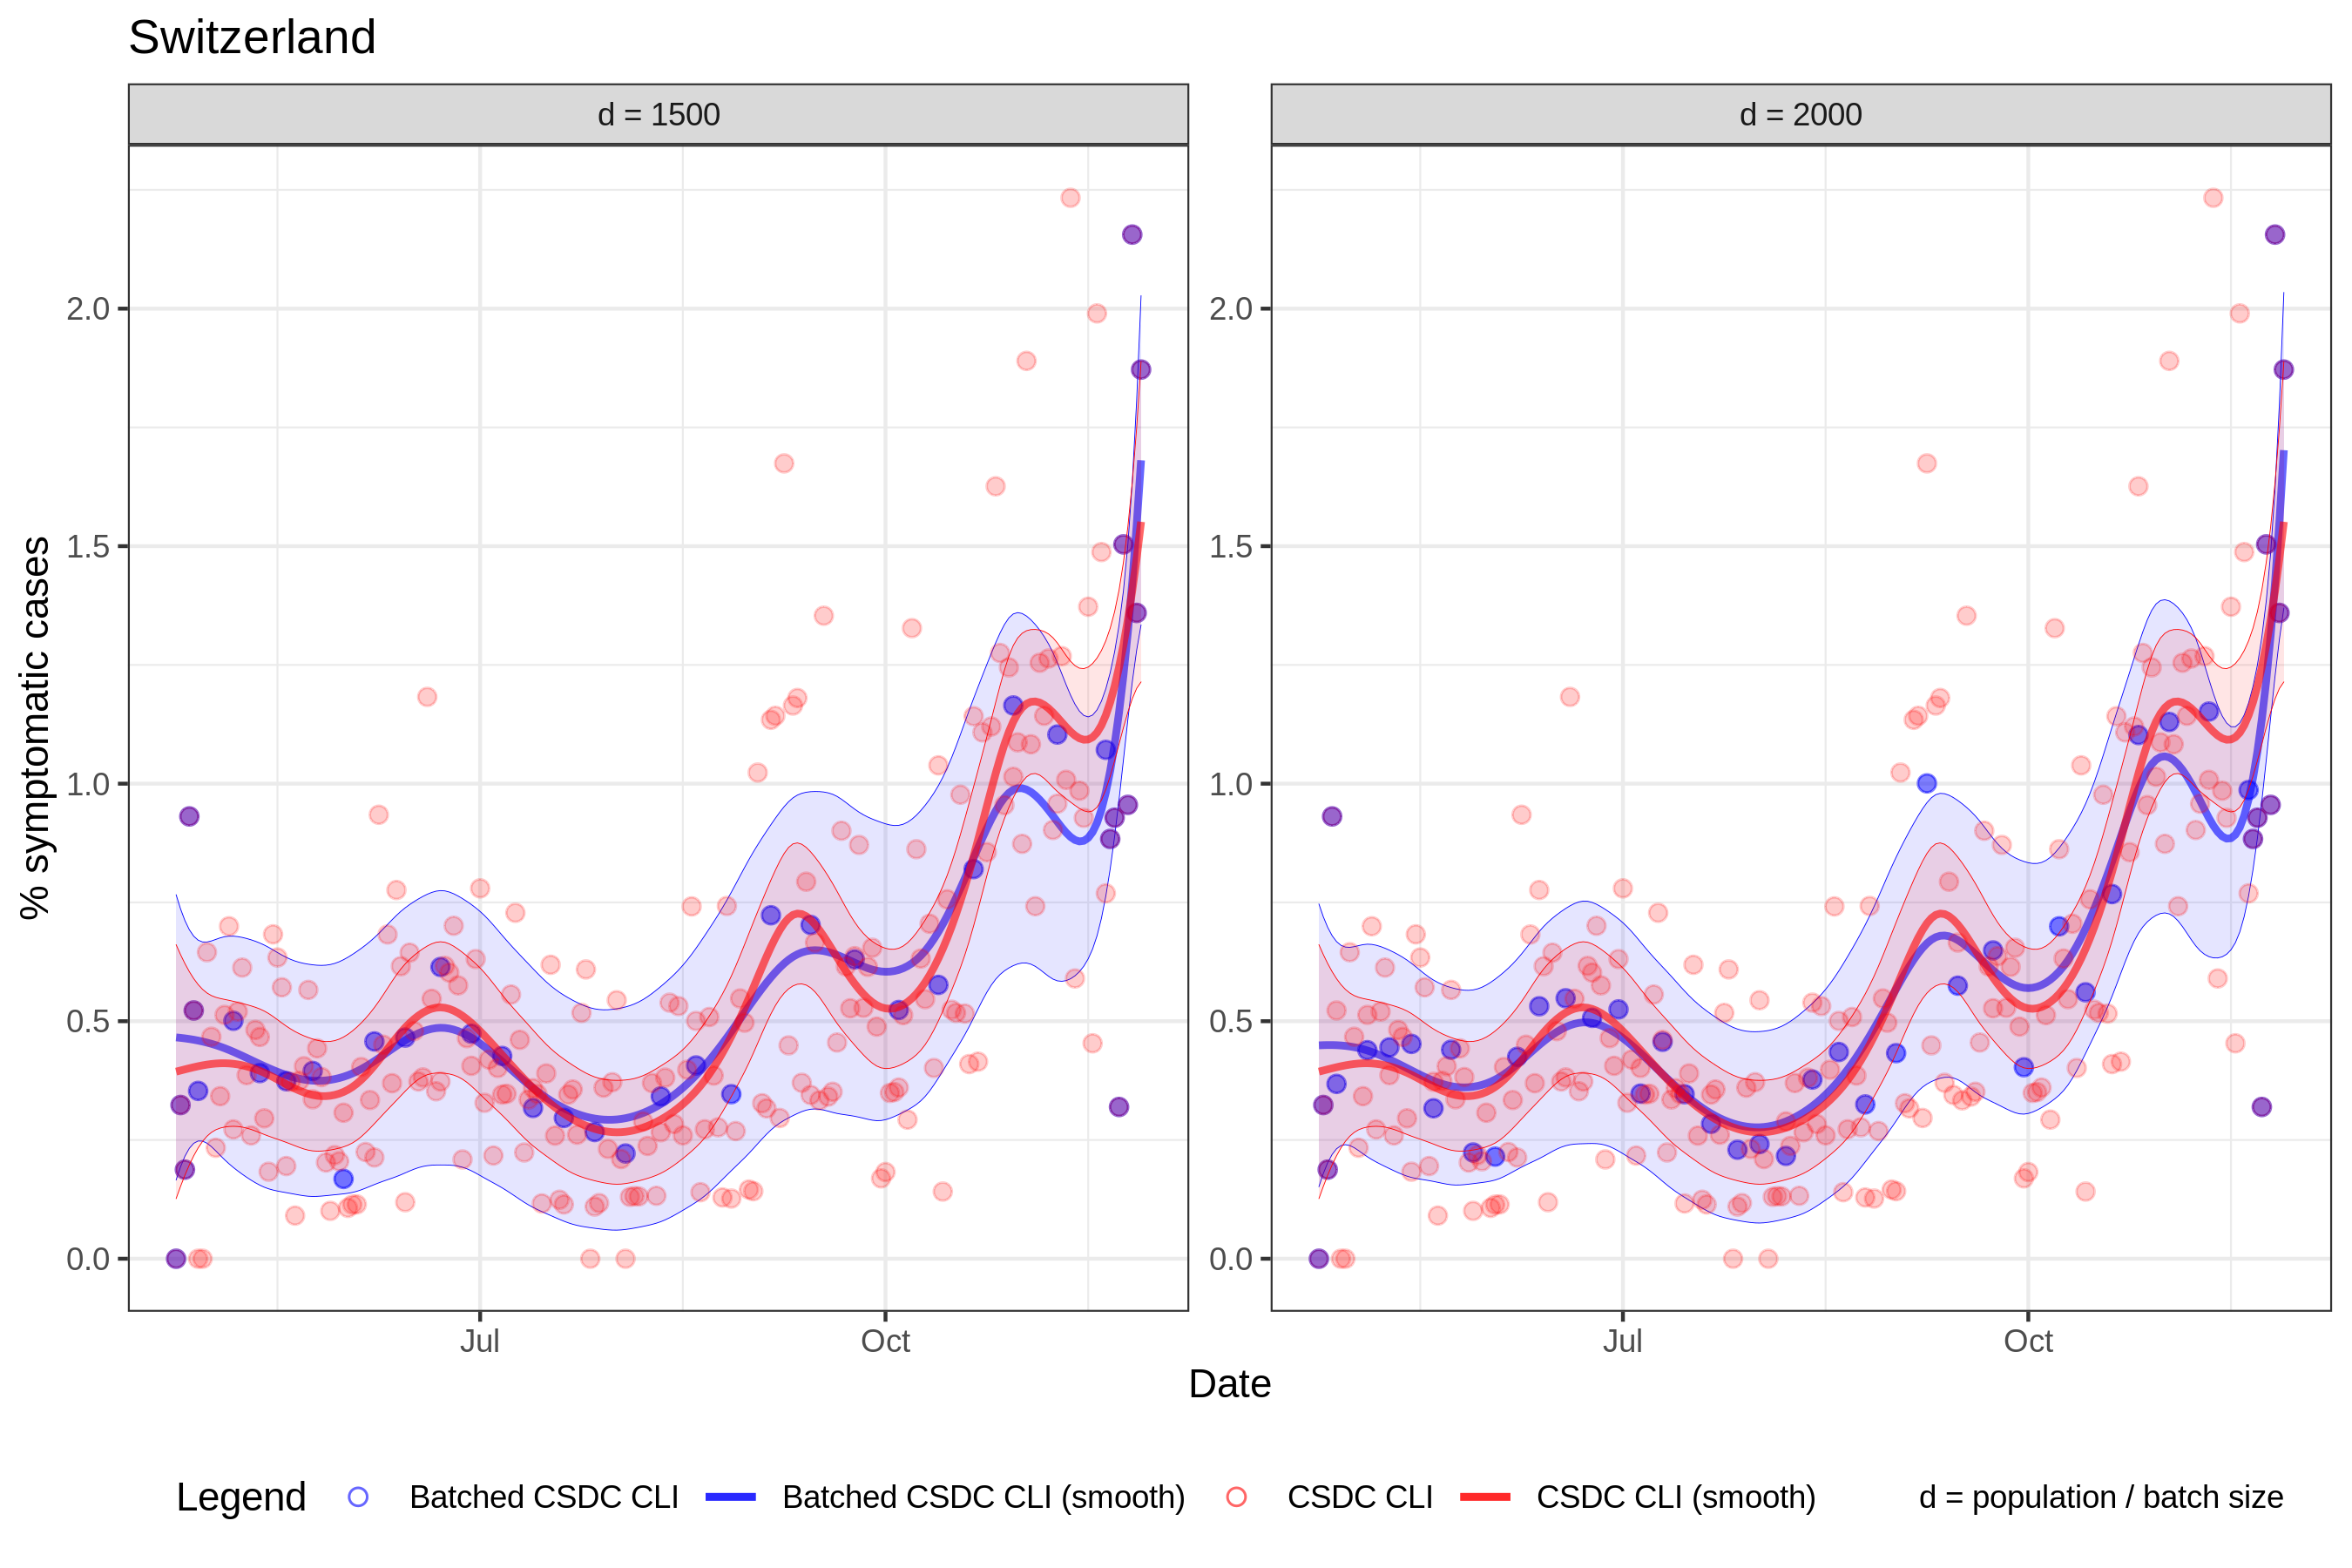 Switzerland
d = 1500
d = 2000
% symptomatic cases
2.0
1.5
1.0
0.5
0.0
2.0
1.5
1.0
0.5
0.0
Jul
Oct
Jul
Oct
Date
Legend
Batched CSDC CLI
Batched CSDC CLI (smooth)
CSDC CLI
CSDC CLI (smooth)
d = population / batch size